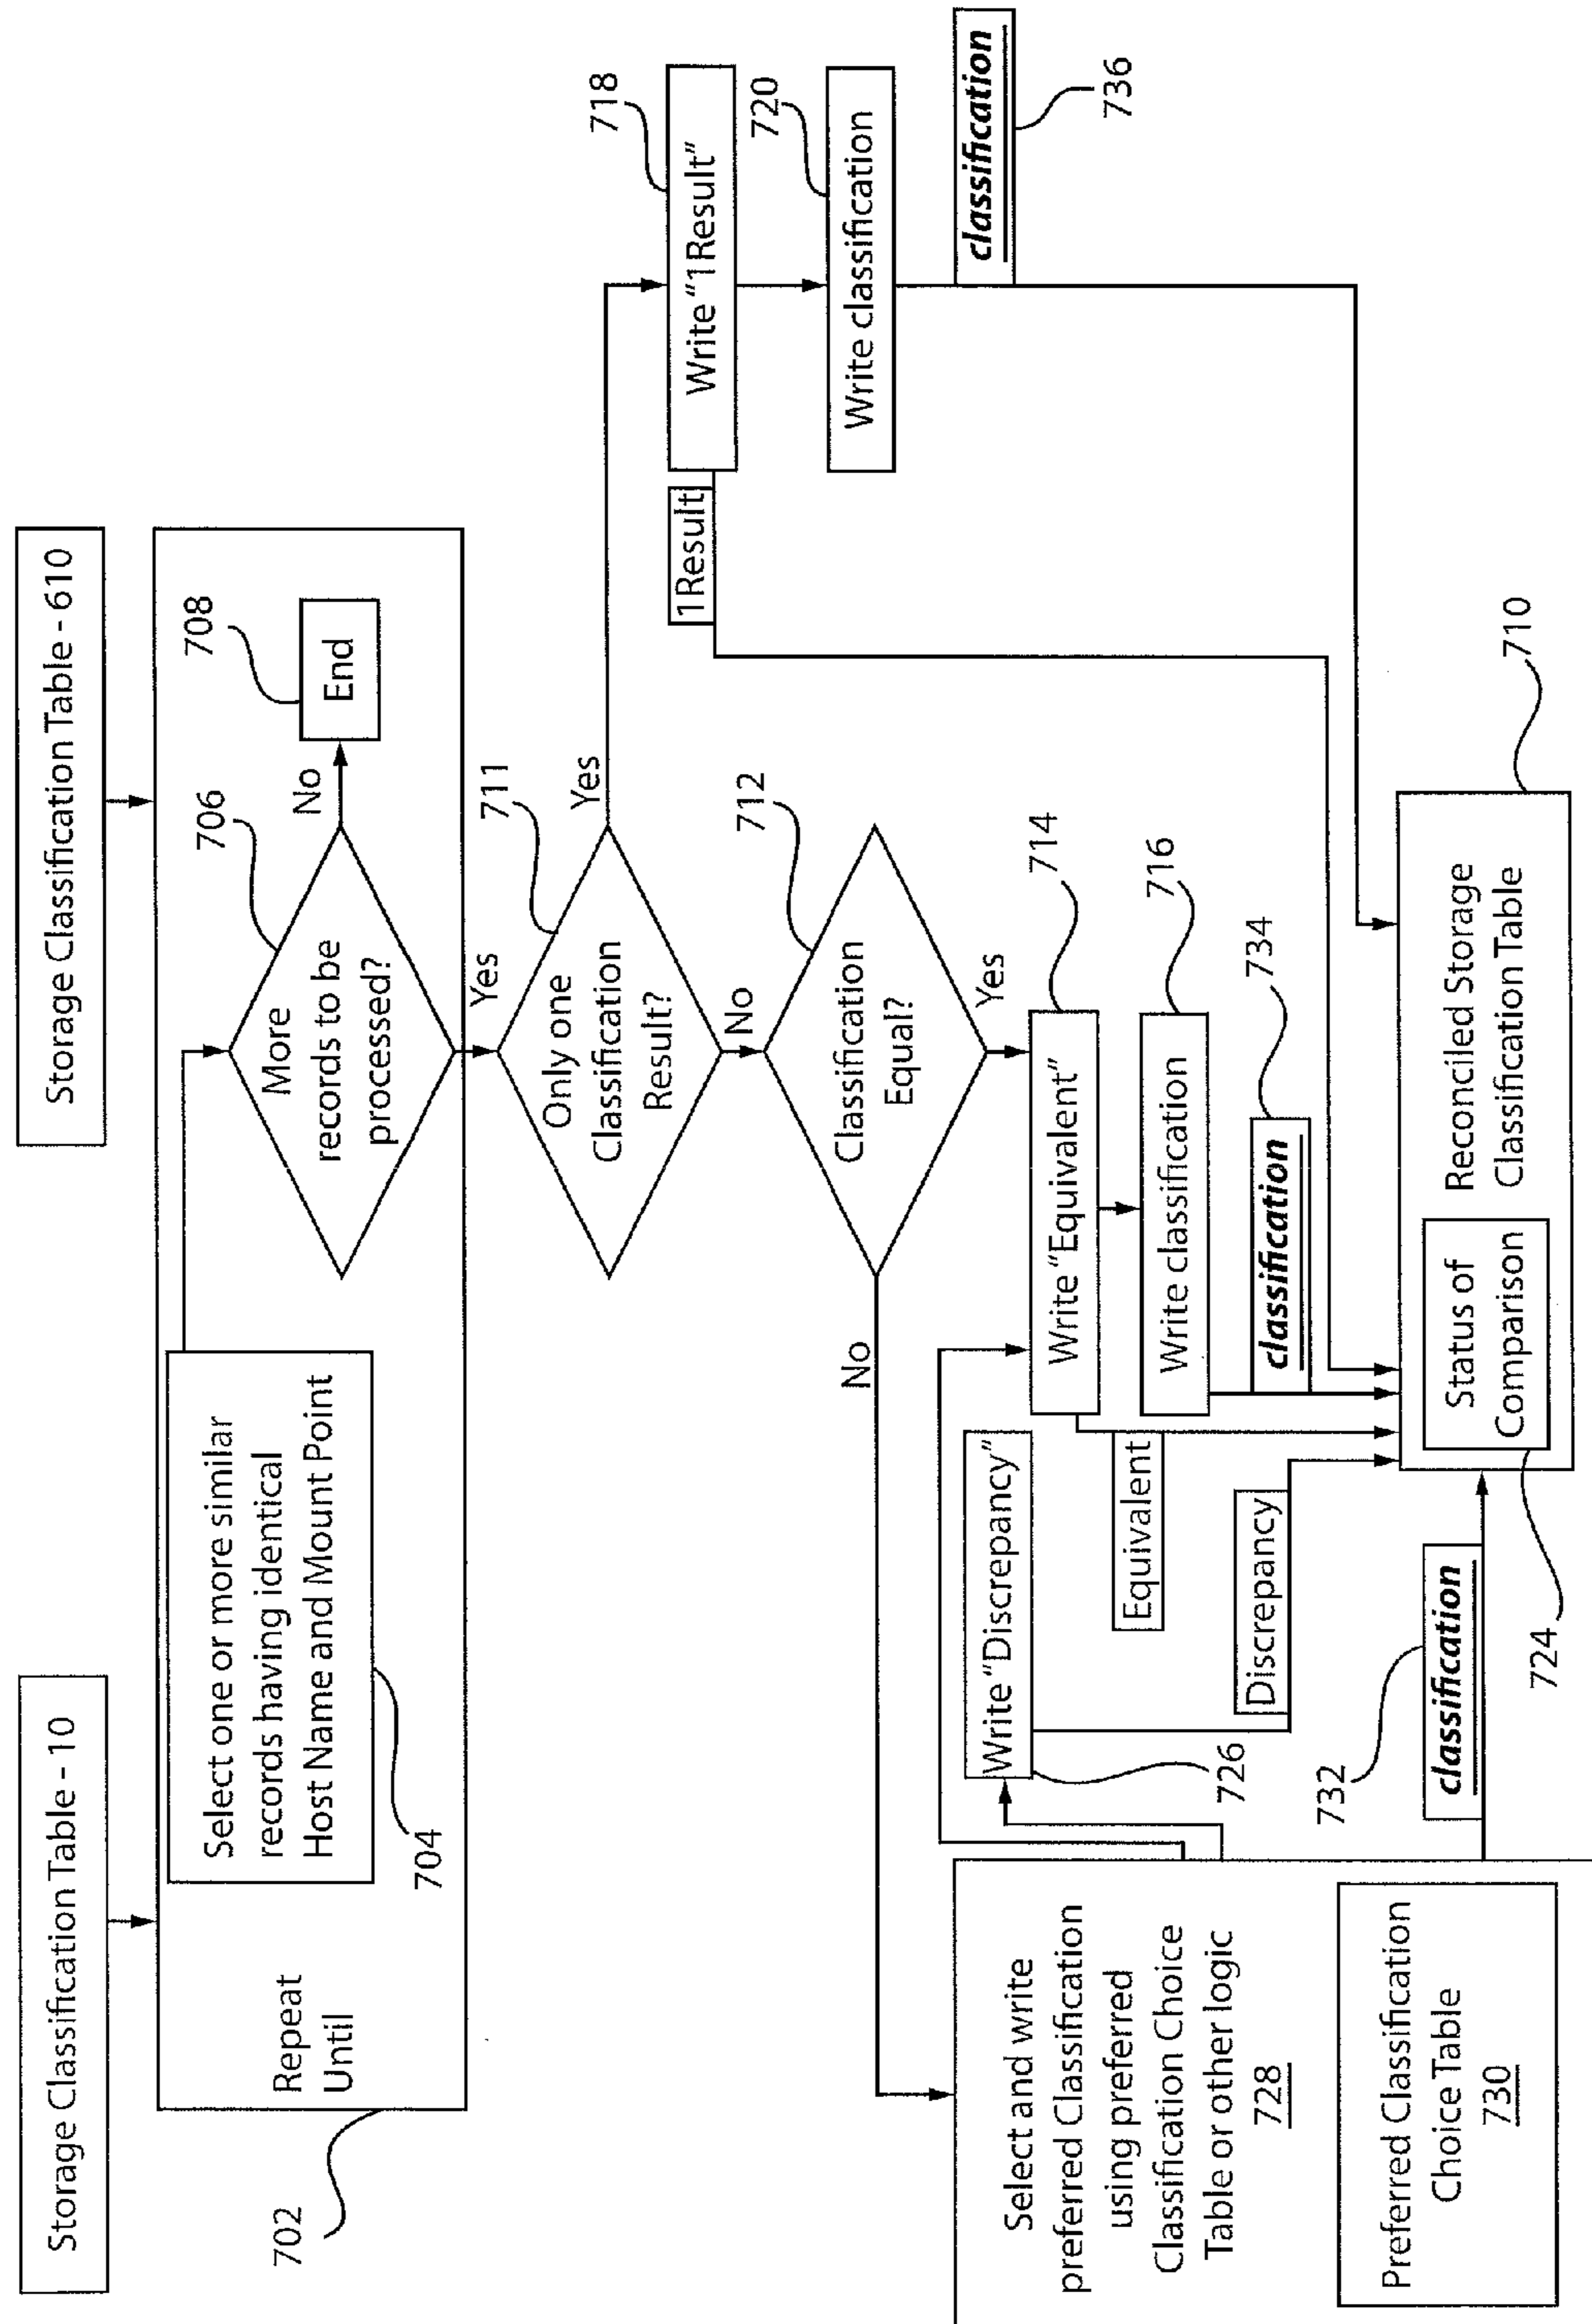 Storage Classification Table - 10
Storage Classification Table - 610
702
Repeat
Until
Select one or more similar
records having identical
Host Name and Mount Point
704
More
records to be
processed?
706
No
End
708
Yes
Only one
Classification
Result?
711
Yes
No
Classification
Equal?
712
No
Yes
Write "1Result"
718
1Result
Write classification
720
classification
736
Select and write
preferred Classification
using preferred
Classification Choice
Table or other logic
728
Preferred Classification
Choice Table
730
Write "Discrepancy"
726
Discrepancy
Write "Equivalent"
714
Equivalent
Write classification
716
classification
734
classification
732
Status of
Comparison
724
Reconciled Storage
Classification Table
710